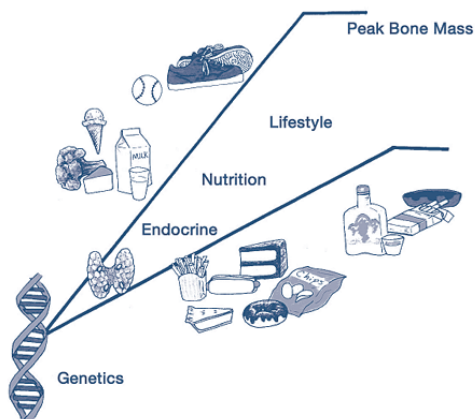 Peak Bone Mass
Lifestyle
MILK
Nutrition
Endocrine
Chips
Genetics